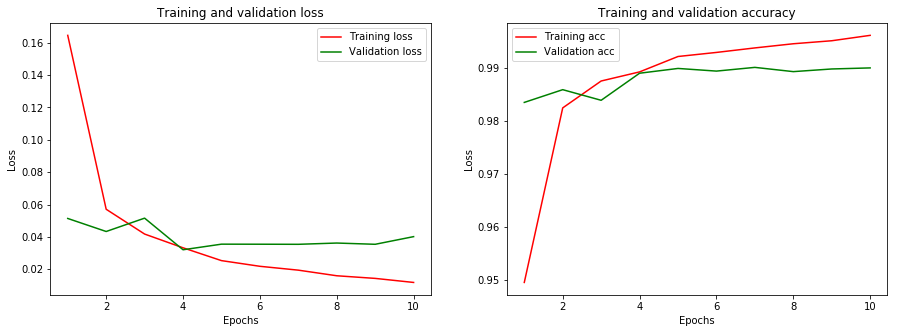 Training and validation loss
Training loss
Validation loss
0.16
0.14
0.12
0.10
0.08
0.06
0.04
0.02
Loss
2
4
6
8
10
Epochs
Training and validation accuracy
Training acc
Validation acc
0.99
0.98
0.97
0.96
0.95
Loss
2
4
6
8
10
Epochs